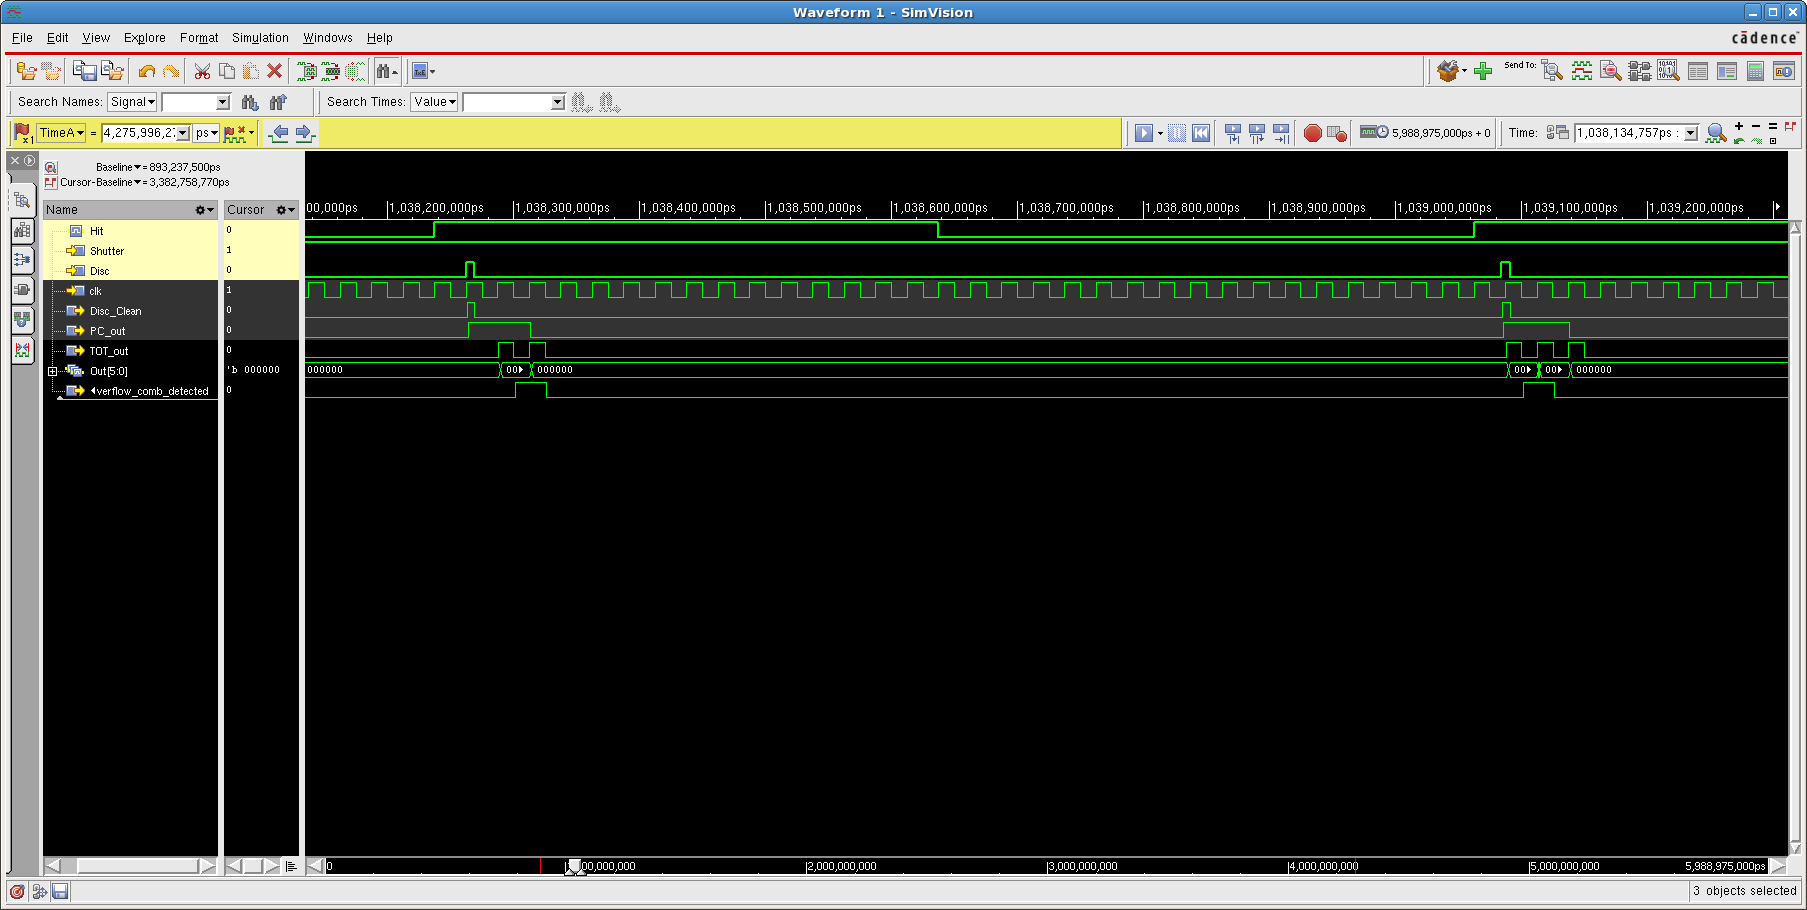 Waveform 1 - SimVision
File Edit View Explore Format Simulation Windows Help
cādence
Send To:
Search Names: Signal Search Times: Value
TimeA = 4,275,996,2 ps 5,988,975,000ps + 0 Time: 1,038,134,757ps :
Baseline = 893,237,500ps
Cursor-Baseline = 3,382,758,770ps
Name Cursor 00,000ps 1,038,200,000ps 1,038,300,000ps 1,038,400,000ps 1,038,500,000ps 1,038,600,000ps 1,038,700,000ps 1,038,800,000ps 1,038,900,000ps 1,039,000,000ps 1,039,100,000ps 1,039,200,000ps
Hit 0
Shutter 1
Disc 0
clk 1
Disc_Clean 0
PC_out 0
TOT_out 0
Out[5:0] 'b 000000 000000 00 000000 00 00 000000
verflow_comb_detected 0
0 00,000,000 2,000,000,000 3,000,000,000 4,000,000,000 5,000,000,000 5,988,975,000ps
3 objects selected